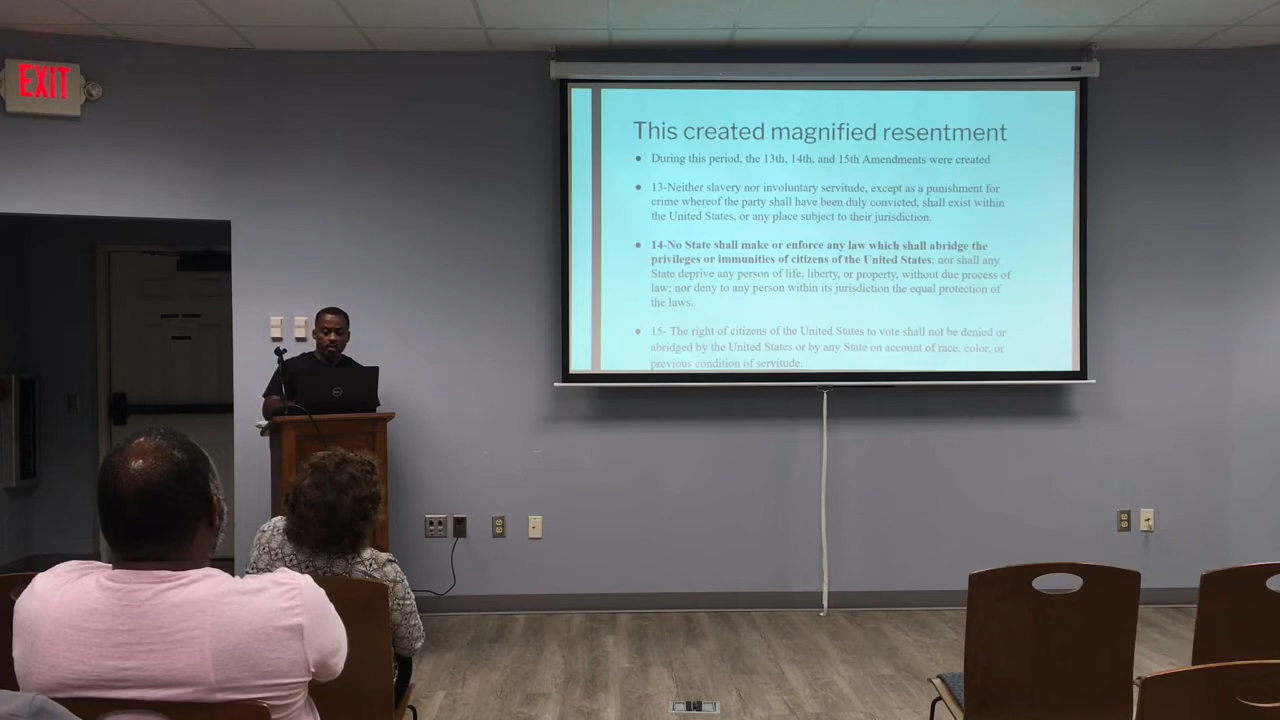 EXIT
This created magnified resentment
● During this period, the 13th, 14th, and 15th Amendments were created
● 13-Neither slavery nor involuntary servitude, except as a punishment for
crime whereof the party shall have been duly convicted, shall exist within
the United States, or any place subject to their jurisdiction.
● 14-No State shall make or enforce any law which shall abridge the
privileges or immunities of citizens of the United States; nor shall any
State deprive any person of life, liberty, or property, without due process of
law; nor deny to any person within its jurisdiction the equal protection of
the laws.
● 15- The right of citizens of the United States to vote shall not be denied or
abridged by the United States or by any State on account of race, color, or
previous condition of servitude.
DELL